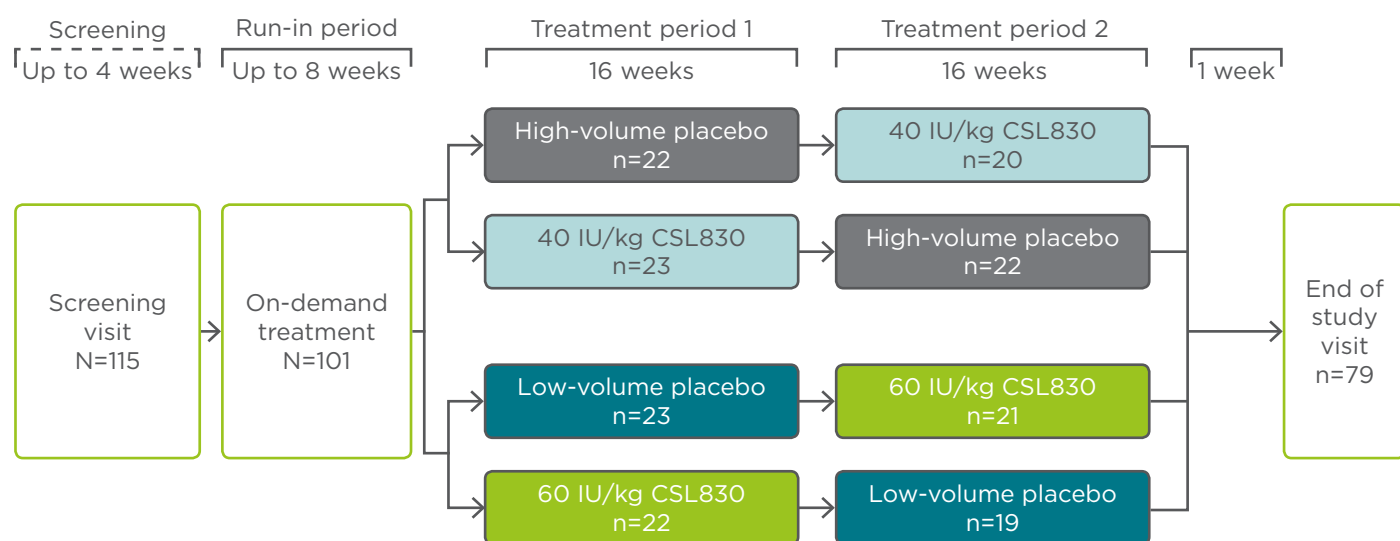 Screening
Up to 4 weeks
Run-in period
Up to 8 weeks
Treatment period 1
16 weeks
Treatment period 2
16 weeks
1 week
Screening
visit
N=115
On-demand
treatment
N=101
High-volume placebo
n=22
40 IU/kg CSL830
n=20
40 IU/kg CSL830
n=23
High-volume placebo
n=22
Low-volume placebo
n=23
60 IU/kg CSL830
n=21
60 IU/kg CSL830
n=22
Low-volume placebo
n=19
End of
study
visit
n=79